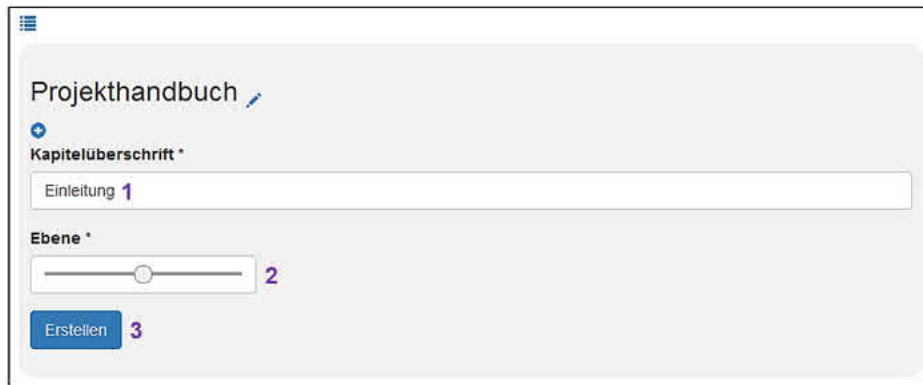 Projekthandbuch
Kapitelüberschrift *
Einleitung 1
Ebene *
2
Erstellen 3